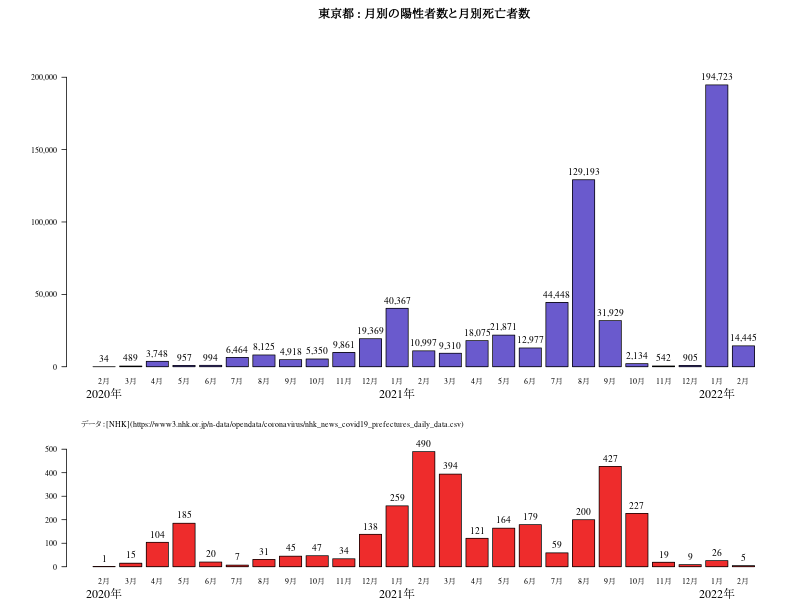 東京都 : 月別の陽性者数と月別死亡者数
200,000
150,000
100,000
50,000
0
34 489 3,748 957 994 6,464 8,125 4,918 5,350 9,861 19,369 40,367 10,997 9,310 18,075 21,871 12,977 44,448 129,193 31,929 2,134 542 905 194,723 14,445
2月 3月 4月 5月 6月 7月 8月 9月 10月 11月 12月 1月 2月 3月 4月 5月 6月 7月 8月 9月 10月 11月 12月 1月 2月
2020年 2021年 2022年
データ : [NHK](https://www3.nhk.or.jp/n-data/opendata/coronavirus/nhk_news_covid19_prefectures_daily_data.csv)
500
400
300
200
100
0
1 15 104 185 20 7 31 45 47 34 138 259 490 394 121 164 179 59 200 427 227 19 9 26 5
2月 3月 4月 5月 6月 7月 8月 9月 10月 11月 12月 1月 2月 3月 4月 5月 6月 7月 8月 9月 10月 11月 12月 1月 2月
2020年 2021年 2022年